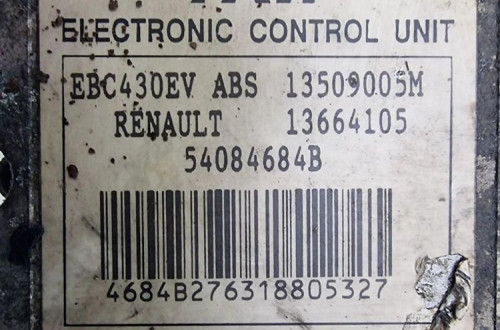 ELECTRONIC CONTROL UNIT
EBC430EV ABS 13509005M
RENAULT 13664105
54084684B
4684B276318805327